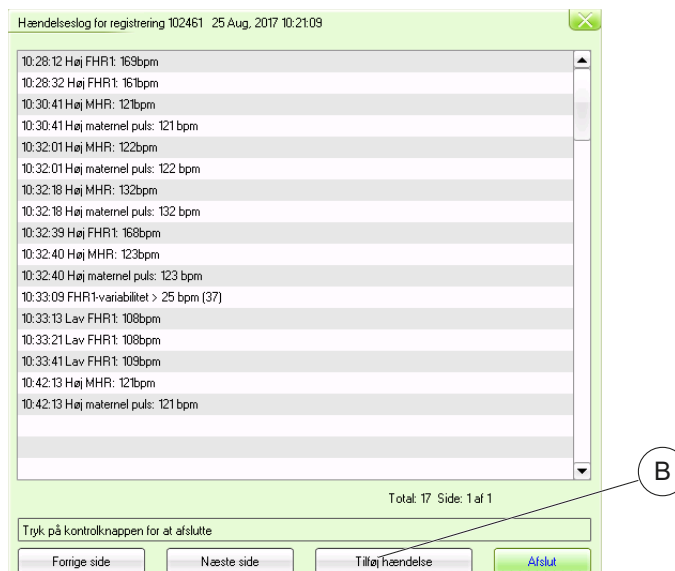 Hændelseslog for registrering 102461 25 Aug, 2017 10:21:09
10:28:12 Høj FHR1: 169bpm
10:28:32 Høj FHR1: 161bpm
10:30:41 Høj MHR: 121bpm
10:30:41 Høj maternel puls: 121 bpm
10:32:01 Høj MHR: 122bpm
10:32:01 Høj maternel puls: 122 bpm
10:32:18 Høj MHR: 132bpm
10:32:18 Høj maternel puls: 132 bpm
10:32:39 Høj FHR1: 168bpm
10:32:40 Høj MHR: 123bpm
10:32:40 Høj maternel puls: 123 bpm
10:33:09 FHR1-variabilitet > 25 bpm (37)
10:33:13 Lav FHR1: 108bpm
10:33:21 Lav FHR1: 108bpm
10:33:41 Lav FHR1: 109bpm
10:42:13 Høj MHR: 121bpm
10:42:13 Høj maternel puls: 121 bpm
B
Total: 17 Side: 1 af 1
Tryk på kontrolknappen for at afslutte
Forrige side Næste side Tilføj hændelse Afslut